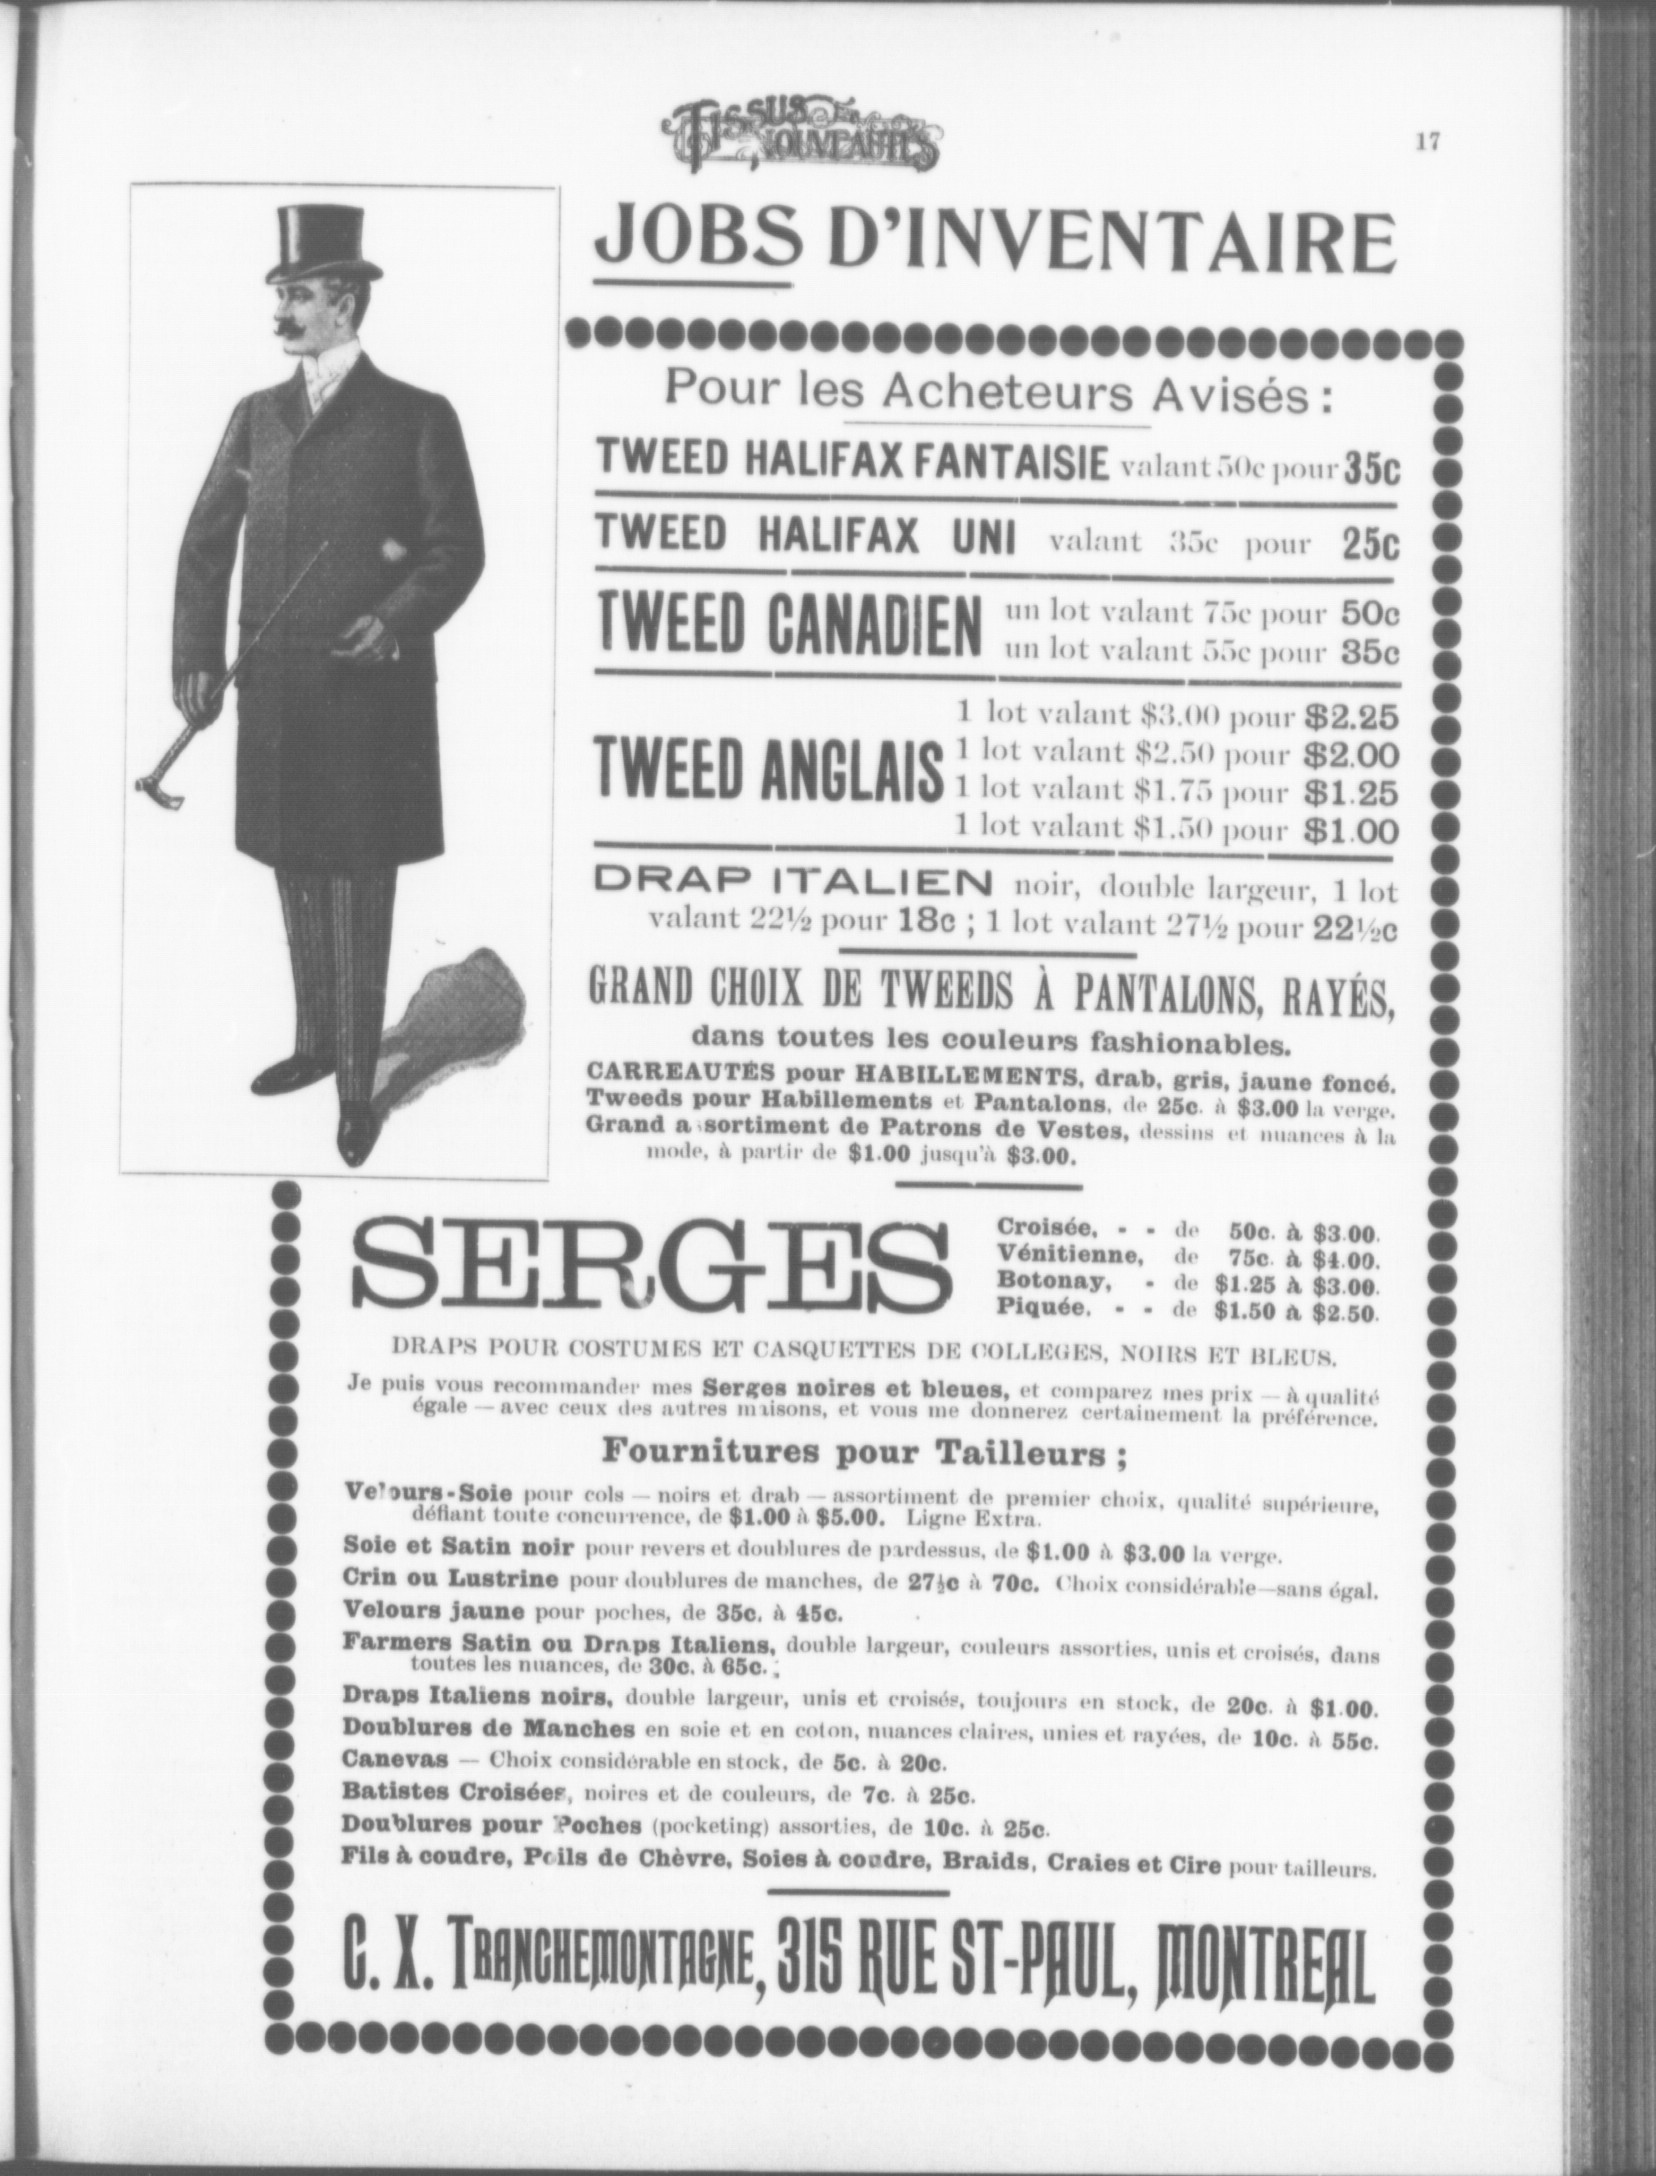 TISSUS ET NOUVEAUTÉS
17
JOBS D'INVENTAIRE
Pour les Acheteurs Avisés :
TWEED HALIFAX FANTAISIE valant 50c pour 35c
TWEED HALIFAX UNI valant 35c pour 25c
TWEED CANADIEN
un lot valant 75c pour 50c
un lot valant 55c pour 35c
TWEED ANGLAIS
1 lot valant $3.00 pour $2.25
1 lot valant $2.50 pour $2.00
1 lot valant $1.75 pour $1.25
1 lot valant $1.50 pour $1.00
DRAP ITALIEN noir, double largeur, 1 lot
valant 22½ pour 18c ; 1 lot valant 27½ pour 22½c
GRAND CHOIX DE TWEEDS À PANTALONS, RAYÉS,
dans toutes les couleurs fashionables.
CARREAUTÉS pour HABILLEMENTS, drab, gris, jaune foncé.
Tweeds pour Habillements et Pantalons, de 25c. à $3.00 la verge.
Grand assortiment de Patrons de Vestes, dessins et nuances à la
mode, à partir de $1.00 jusqu'à $3.00.
SERGES
Croisée, - - de 50c. à $3.00.
Vénitienne, de 75c. à $4.00.
Botonay, - de $1.25 à $3.00.
Piquée, - - de $1.50 à $2.50.
DRAPS POUR COSTUMES ET CASQUETTES DE COLLEGES, NOIRS ET BLEUS.
Je puis vous recommander mes Serges noires et bleues, et comparez mes prix — à qualité
égale — avec ceux des autres maisons, et vous me donnerez certainement la préférence.
Fournitures pour Tailleurs ;
Velours-Soie pour cols — noirs et drab — assortiment de premier choix, qualité supérieure,
défiant toute concurrence, de $1.00 à $5.00. Ligne Extra.
Soie et Satin noir pour revers et doublures de pardessus, de $1.00 à $3.00 la verge.
Crin ou Lustrine pour doublures de manches, de 27½c à 70c. Choix considérable—sans égal.
Velours jaune pour poches, de 35c. à 45c.
Farmers Satin ou Draps Italiens, double largeur, couleurs assorties, unis et croisés, dans
toutes les nuances, de 30c. à 65c. ;
Draps Italiens noirs, double largeur, unis et croisés, toujours en stock, de 20c. à $1.00.
Doublures de Manches en soie et en coton, nuances claires, unies et rayées, de 10c. à 55c.
Canevas — Choix considérable en stock, de 5c. à 20c.
Batistes Croisées, noires et de couleurs, de 7c. à 25c.
Doublures pour Poches (pocketing) assorties, de 10c. à 25c.
Fils à coudre, Poils de Chèvre, Soies à coudre, Braids, Craies et Cire pour tailleurs.
C. X. TRANCHEMONTAGNE, 315 RUE ST-PAUL, MONTREAL